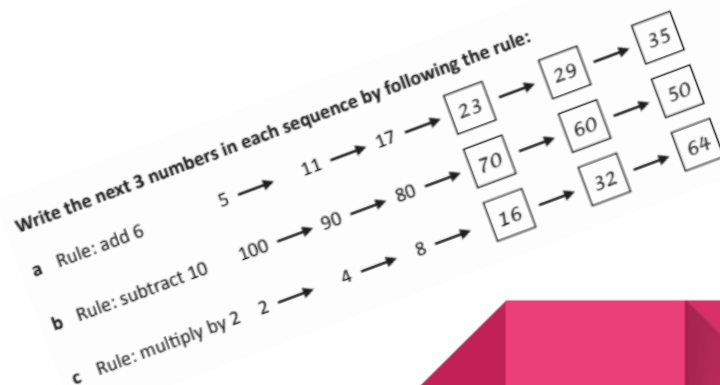 Write the next 3 numbers in each sequence by following the rule:
a Rule: add 6 5 → 11 → 17 → 23 → 29 → 35
b Rule: subtract 10 100 → 90 → 80 → 70 → 60 → 50
c Rule: multiply by 2 2 → 4 → 8 → 16 → 32 → 64